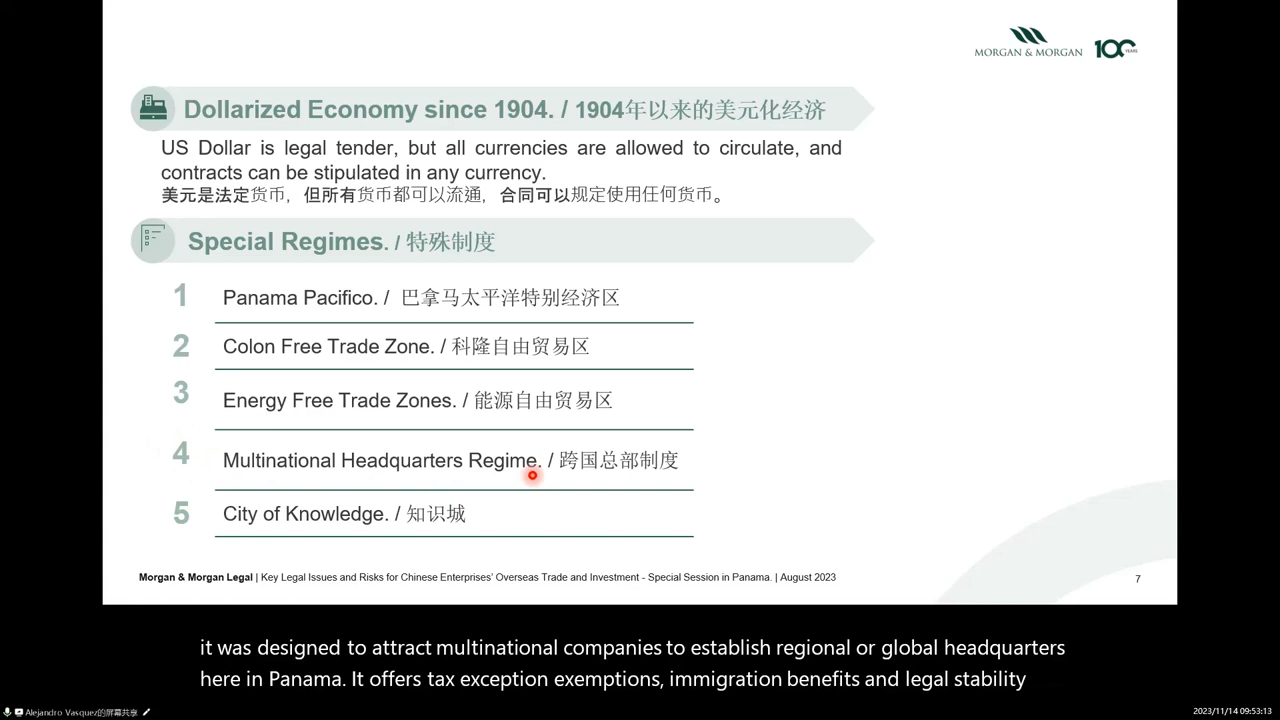 MORGAN & MORGAN
100
YEARS
Dollarized Economy since 1904. / 1904年以来的美元化经济
US Dollar is legal tender, but all currencies are allowed to circulate, and
contracts can be stipulated in any currency.
美元是法定货币，但所有货币都可以流通，合同可以规定使用任何货币。
Special Regimes. / 特殊制度
1 Panama Pacifico. / 巴拿马太平洋特别经济区
2 Colon Free Trade Zone. / 科隆自由贸易区
3 Energy Free Trade Zones. / 能源自由贸易区
4 Multinational Headquarters Regime. / 跨国总部制度
5 City of Knowledge. / 知识城
Morgan & Morgan Legal | Key Legal Issues and Risks for Chinese Enterprises' Overseas Trade and Investment - Special Session in Panama. | August 2023
7
it was designed to attract multinational companies to establish regional or global headquarters
here in Panama. It offers tax exception exemptions, immigration benefits and legal stability
Alejandro Vasquez的屏幕共享
2023/11/14 09:53:13